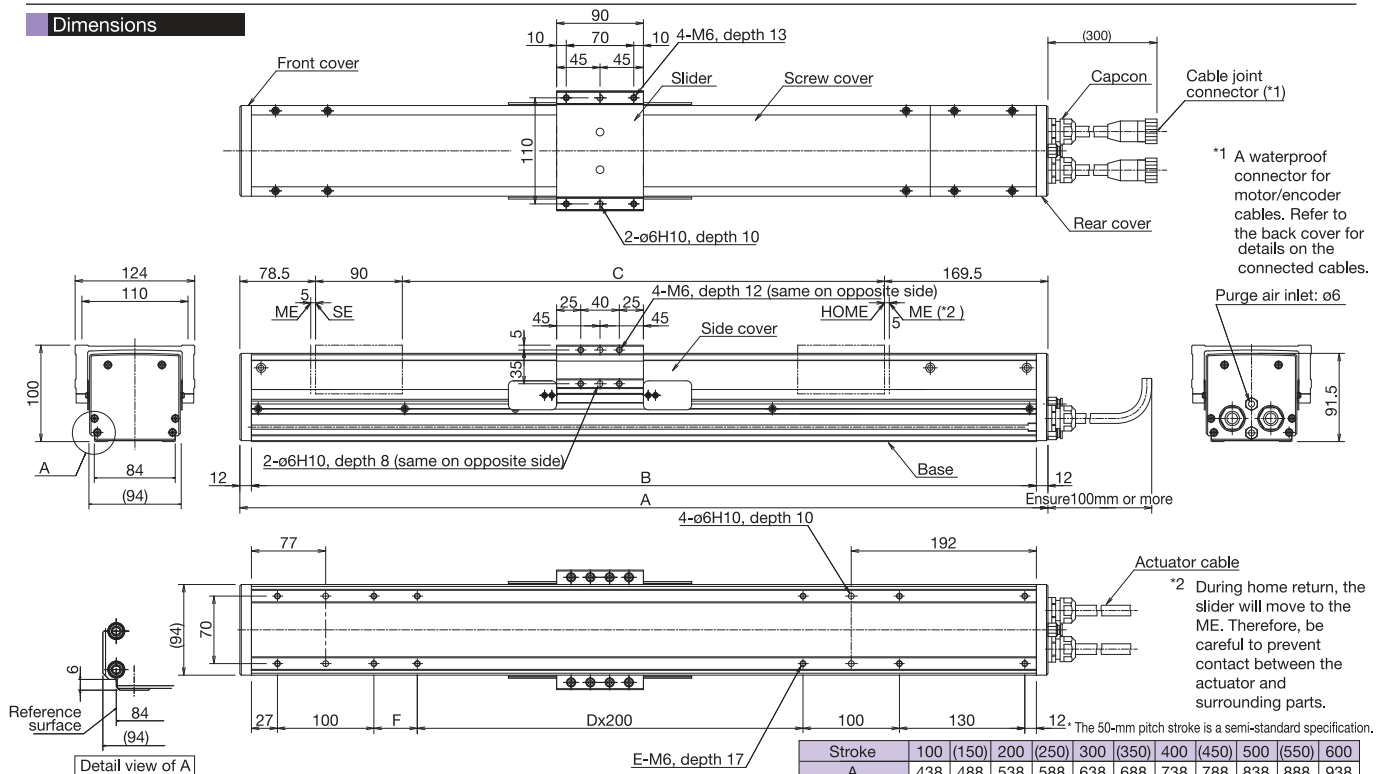 Dimensions
90
10 70 10
4-M6, depth 13
45 45
Front cover
Slider
Screw cover
(300)
Capcon
Cable joint
connector (*1)
110
2-ø6H10, depth 10
Rear cover
*1 A waterproof
connector for
motor/encoder
cables. Refer to
the back cover for
details on the
connected cables.
124
110
78.5 90 C 169.5
5
ME SE
25 40 25
4-M6, depth 12 (same on opposite side)
45 45
Side cover
HOME ME (*2 )
5
Purge air inlet: ø6
5
35
100
91.5
A
84
(94)
2-ø6H10, depth 8 (same on opposite side)
Base
12 B 12
A
Ensure100mm or more
4-ø6H10, depth 10
77
192
Actuator cable
*2 During home return, the
slider will move to the
ME. Therefore, be
careful to prevent
contact between the
actuator and
surrounding parts.
(94)
70
6
Reference
surface
84
(94)
Detail view of A
27 100 F Dx200 100 130 12
E-M6, depth 17
* The 50-mm pitch stroke is a semi-standard specification.
Stroke 100 (150) 200 (250) 300 (350) 400 (450) 500 (550) 600
A 438 488 538 588 638 688 738 788 838 888 938